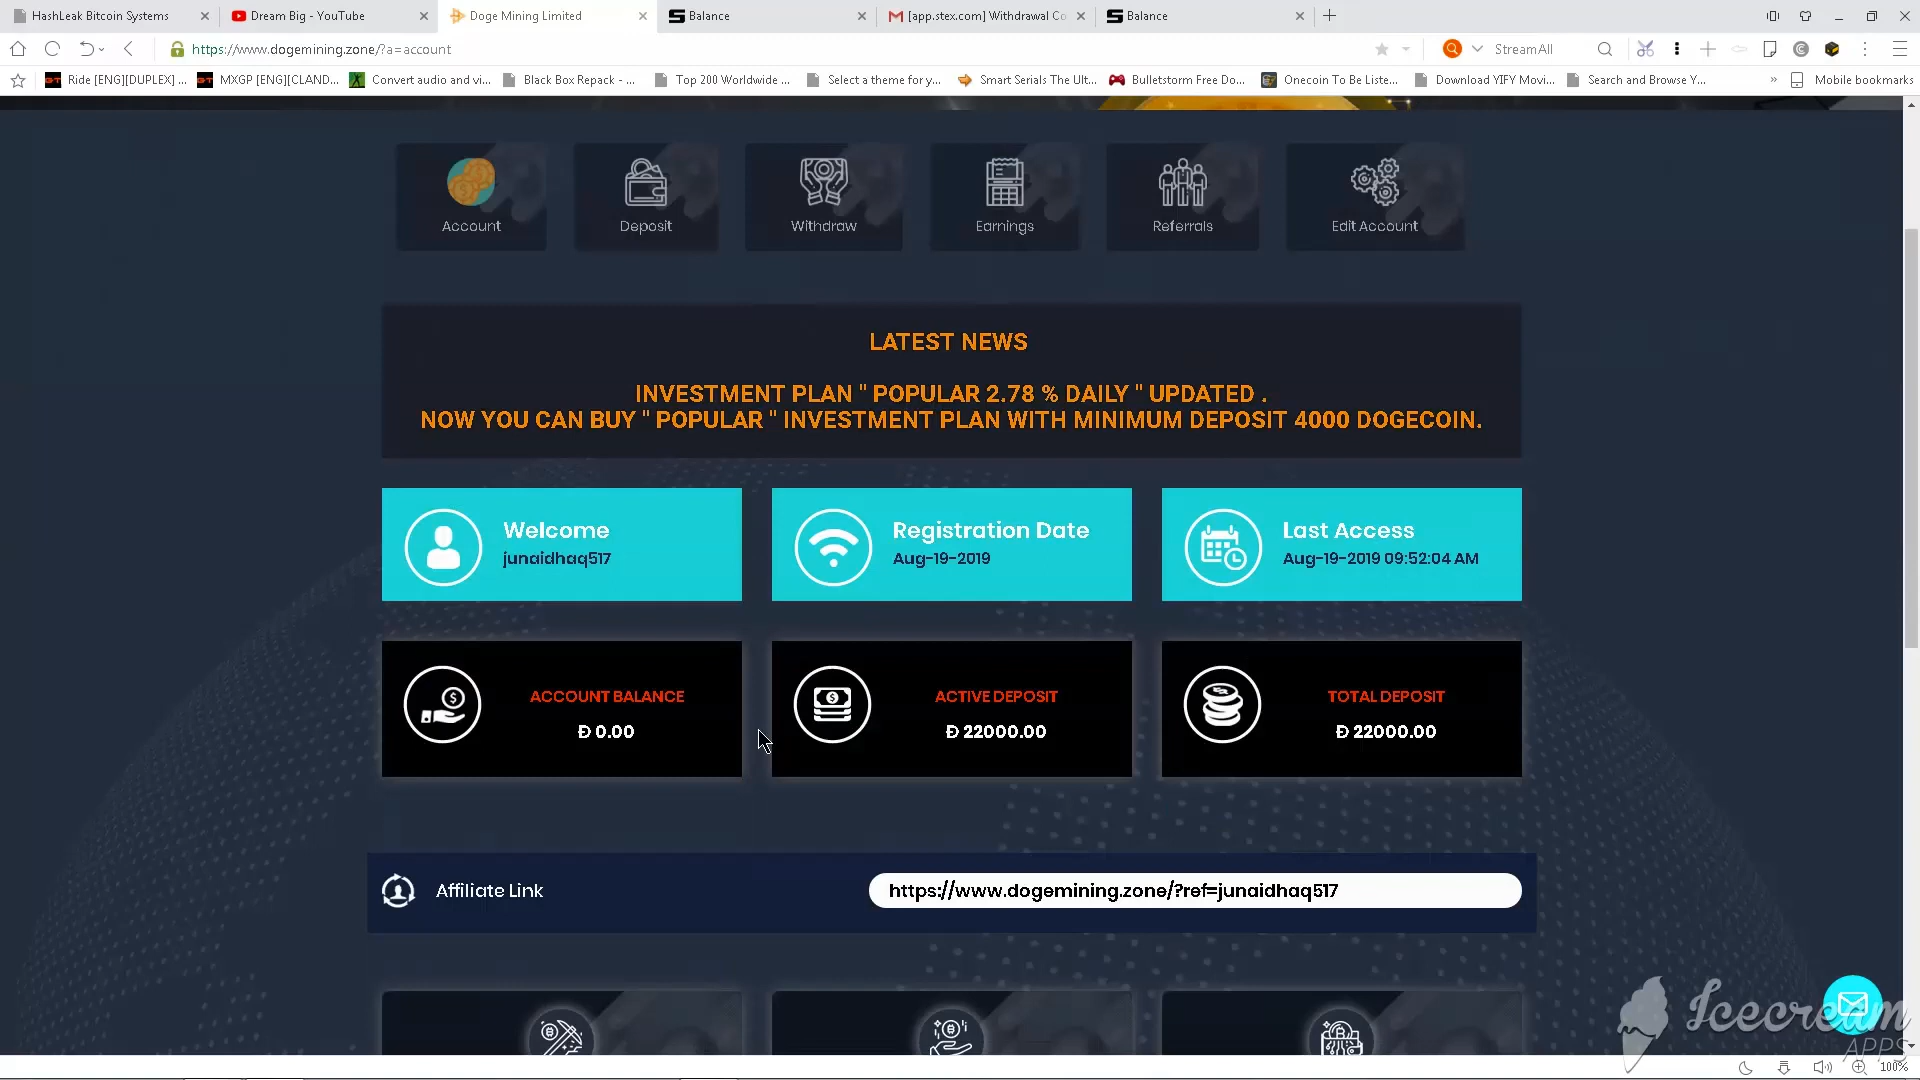 HashLeak Bitcoin Systems
Dream Big - YouTube
Doge Mining Limited
Balance
[app.stex.com] Withdrawal Co
Balance
https://www.dogemining.zone/?a=account
StreamAll
Ride [ENG][DUPLEX] ...
MXGP [ENG][CLAND...
Convert audio and vi...
Black Box Repack - ...
Top 200 Worldwide ...
Select a theme for y...
Smart Serials The Ult...
Bulletstorm Free Do...
Onecoin To Be Liste...
Download YIFY Movi...
Search and Browse Y...
»
Mobile bookmarks
Account
Deposit
Withdraw
Earnings
Referrals
Edit Account
LATEST NEWS
INVESTMENT PLAN " POPULAR 2.78 % DAILY " UPDATED .
NOW YOU CAN BUY " POPULAR " INVESTMENT PLAN WITH MINIMUM DEPOSIT 4000 DOGECOIN.
Welcome
junaidhaq517
Registration Date
Aug-19-2019
Last Access
Aug-19-2019 09:52:04 AM
ACCOUNT BALANCE
Ð 0.00
ACTIVE DEPOSIT
Ð 22000.00
TOTAL DEPOSIT
Ð 22000.00
Affiliate Link
https://www.dogemining.zone/?ref=junaidhaq517
Icecream
APPS
100%